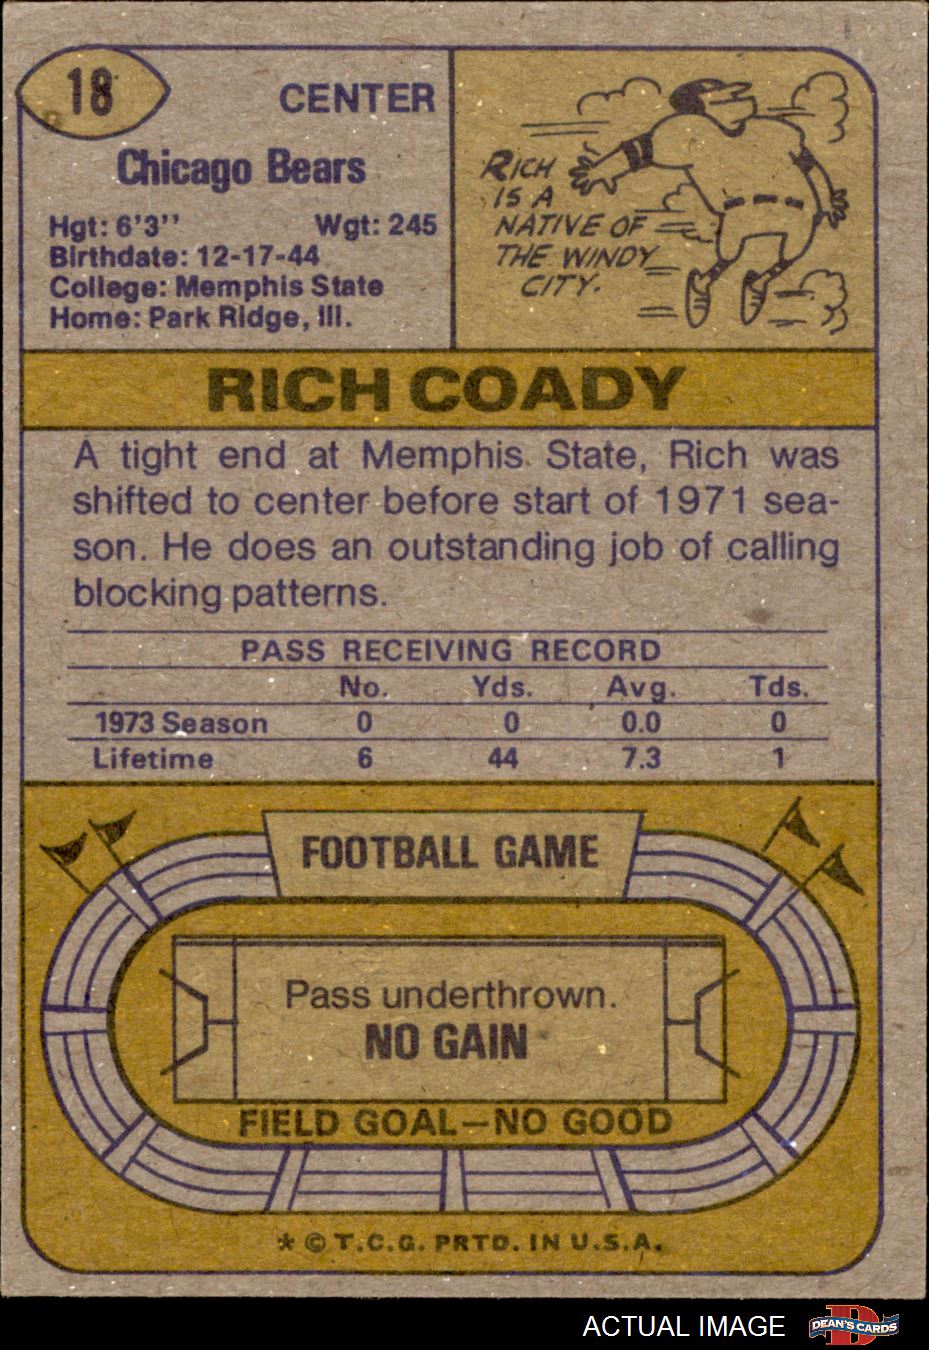 18
CENTER
Chicago Bears
Hgt: 6'3'' Wgt: 245
Birthdate: 12-17-44
College: Memphis State
Home: Park Ridge, Ill.
RICH
IS A
NATIVE OF
THE WINDY
CITY.
RICH COADY
A tight end at Memphis State, Rich was
shifted to center before start of 1971 sea-
son. He does an outstanding job of calling
blocking patterns.
PASS RECEIVING RECORD
No. Yds. Avg. Tds.
1973 Season 0 0 0.0 0
Lifetime 6 44 7.3 1
FOOTBALL GAME
Pass underthrown.
NO GAIN
FIELD GOAL—NO GOOD
* © T.C.G. PRTD. IN U.S.A.
ACTUAL IMAGE
D
DEAN'S CARDS